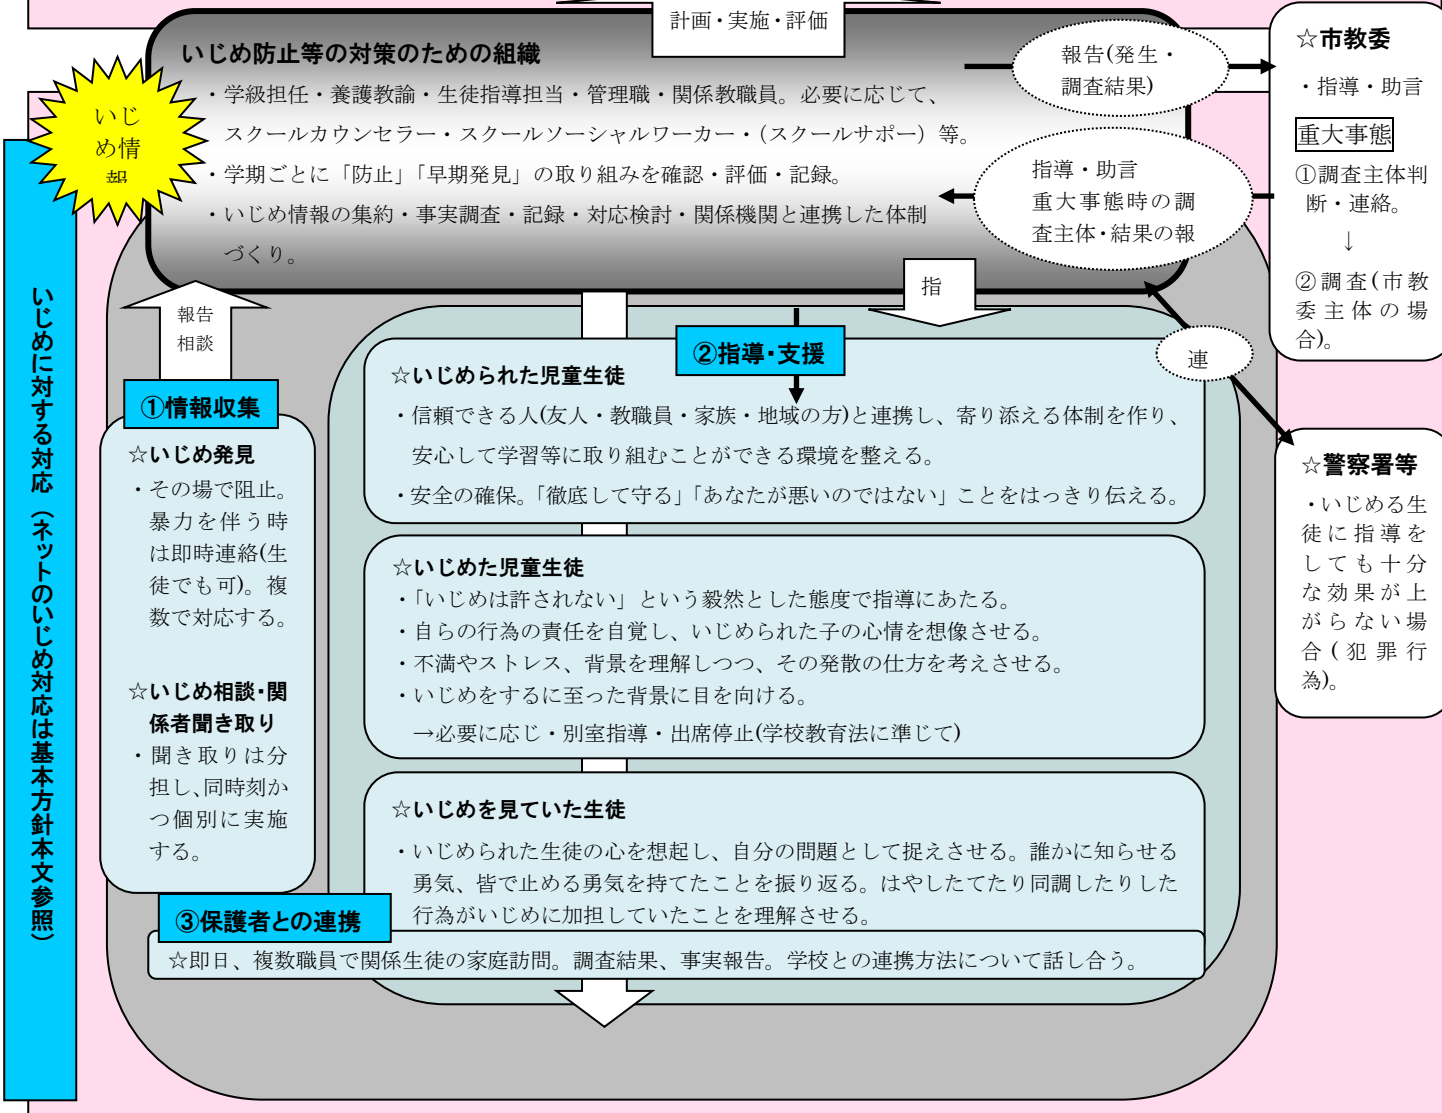 計画・実施・評価
いじめ防止等の対策のための組織
・学級担任・養護教諭・生徒指導担当・管理職・関係教職員。必要に応じて、
スクールカウンセラー・スクールソーシャルワーカー・(スクールサポー) 等。
・学期ごとに「防止」「早期発見」の取り組みを確認・評価・記録。
・いじめ情報の集約・事実調査・記録・対応検討・関係機関と連携した体制
づくり。
いじ
め情
報
報告(発生・
調査結果)
指導・助言
重大事態時の調
査主体・結果の報
☆市教委
・指導・助言
重大事態
①調査主体判
断・連絡。
↓
②調査(市教
委主体の場
合)。
指
連
☆警察署等
・いじめる生
徒に指導を
しても十分
な効果が上
がらない場
合(犯罪行
為)。
いじめに対する対応（ネットのいじめ対応は基本方針本文参照）
報告
相談
①情報収集
☆いじめ発見
・その場で阻止。
暴力を伴う時
は即時連絡(生
徒でも可)。複
数で対応する。
☆いじめ相談・関
係者聞き取り
・聞き取りは分
担し、同時刻か
つ個別に実施
する。
②指導・支援
☆いじめられた児童生徒
・信頼できる人(友人・教職員・家族・地域の方)と連携し、寄り添える体制を作り、
安心して学習等に取り組むことができる環境を整える。
・安全の確保。「徹底して守る」「あなたが悪いのではない」ことをはっきり伝える。
☆いじめた児童生徒
・「いじめは許されない」という毅然とした態度で指導にあたる。
・自らの行為の責任を自覚し、いじめられた子の心情を想像させる。
・不満やストレス、背景を理解しつつ、その発散の仕方を考えさせる。
・いじめをするに至った背景に目を向ける。
→必要に応じ・別室指導・出席停止(学校教育法に準じて)
☆いじめを見ていた生徒
・いじめられた生徒の心を想起し、自分の問題として捉えさせる。誰かに知らせる
勇気、皆で止める勇気を持てたことを振り返る。はやしたてたり同調したりした
行為がいじめに加担していたことを理解させる。
③保護者との連携
☆即日、複数職員で関係生徒の家庭訪問。調査結果、事実報告。学校との連携方法について話し合う。